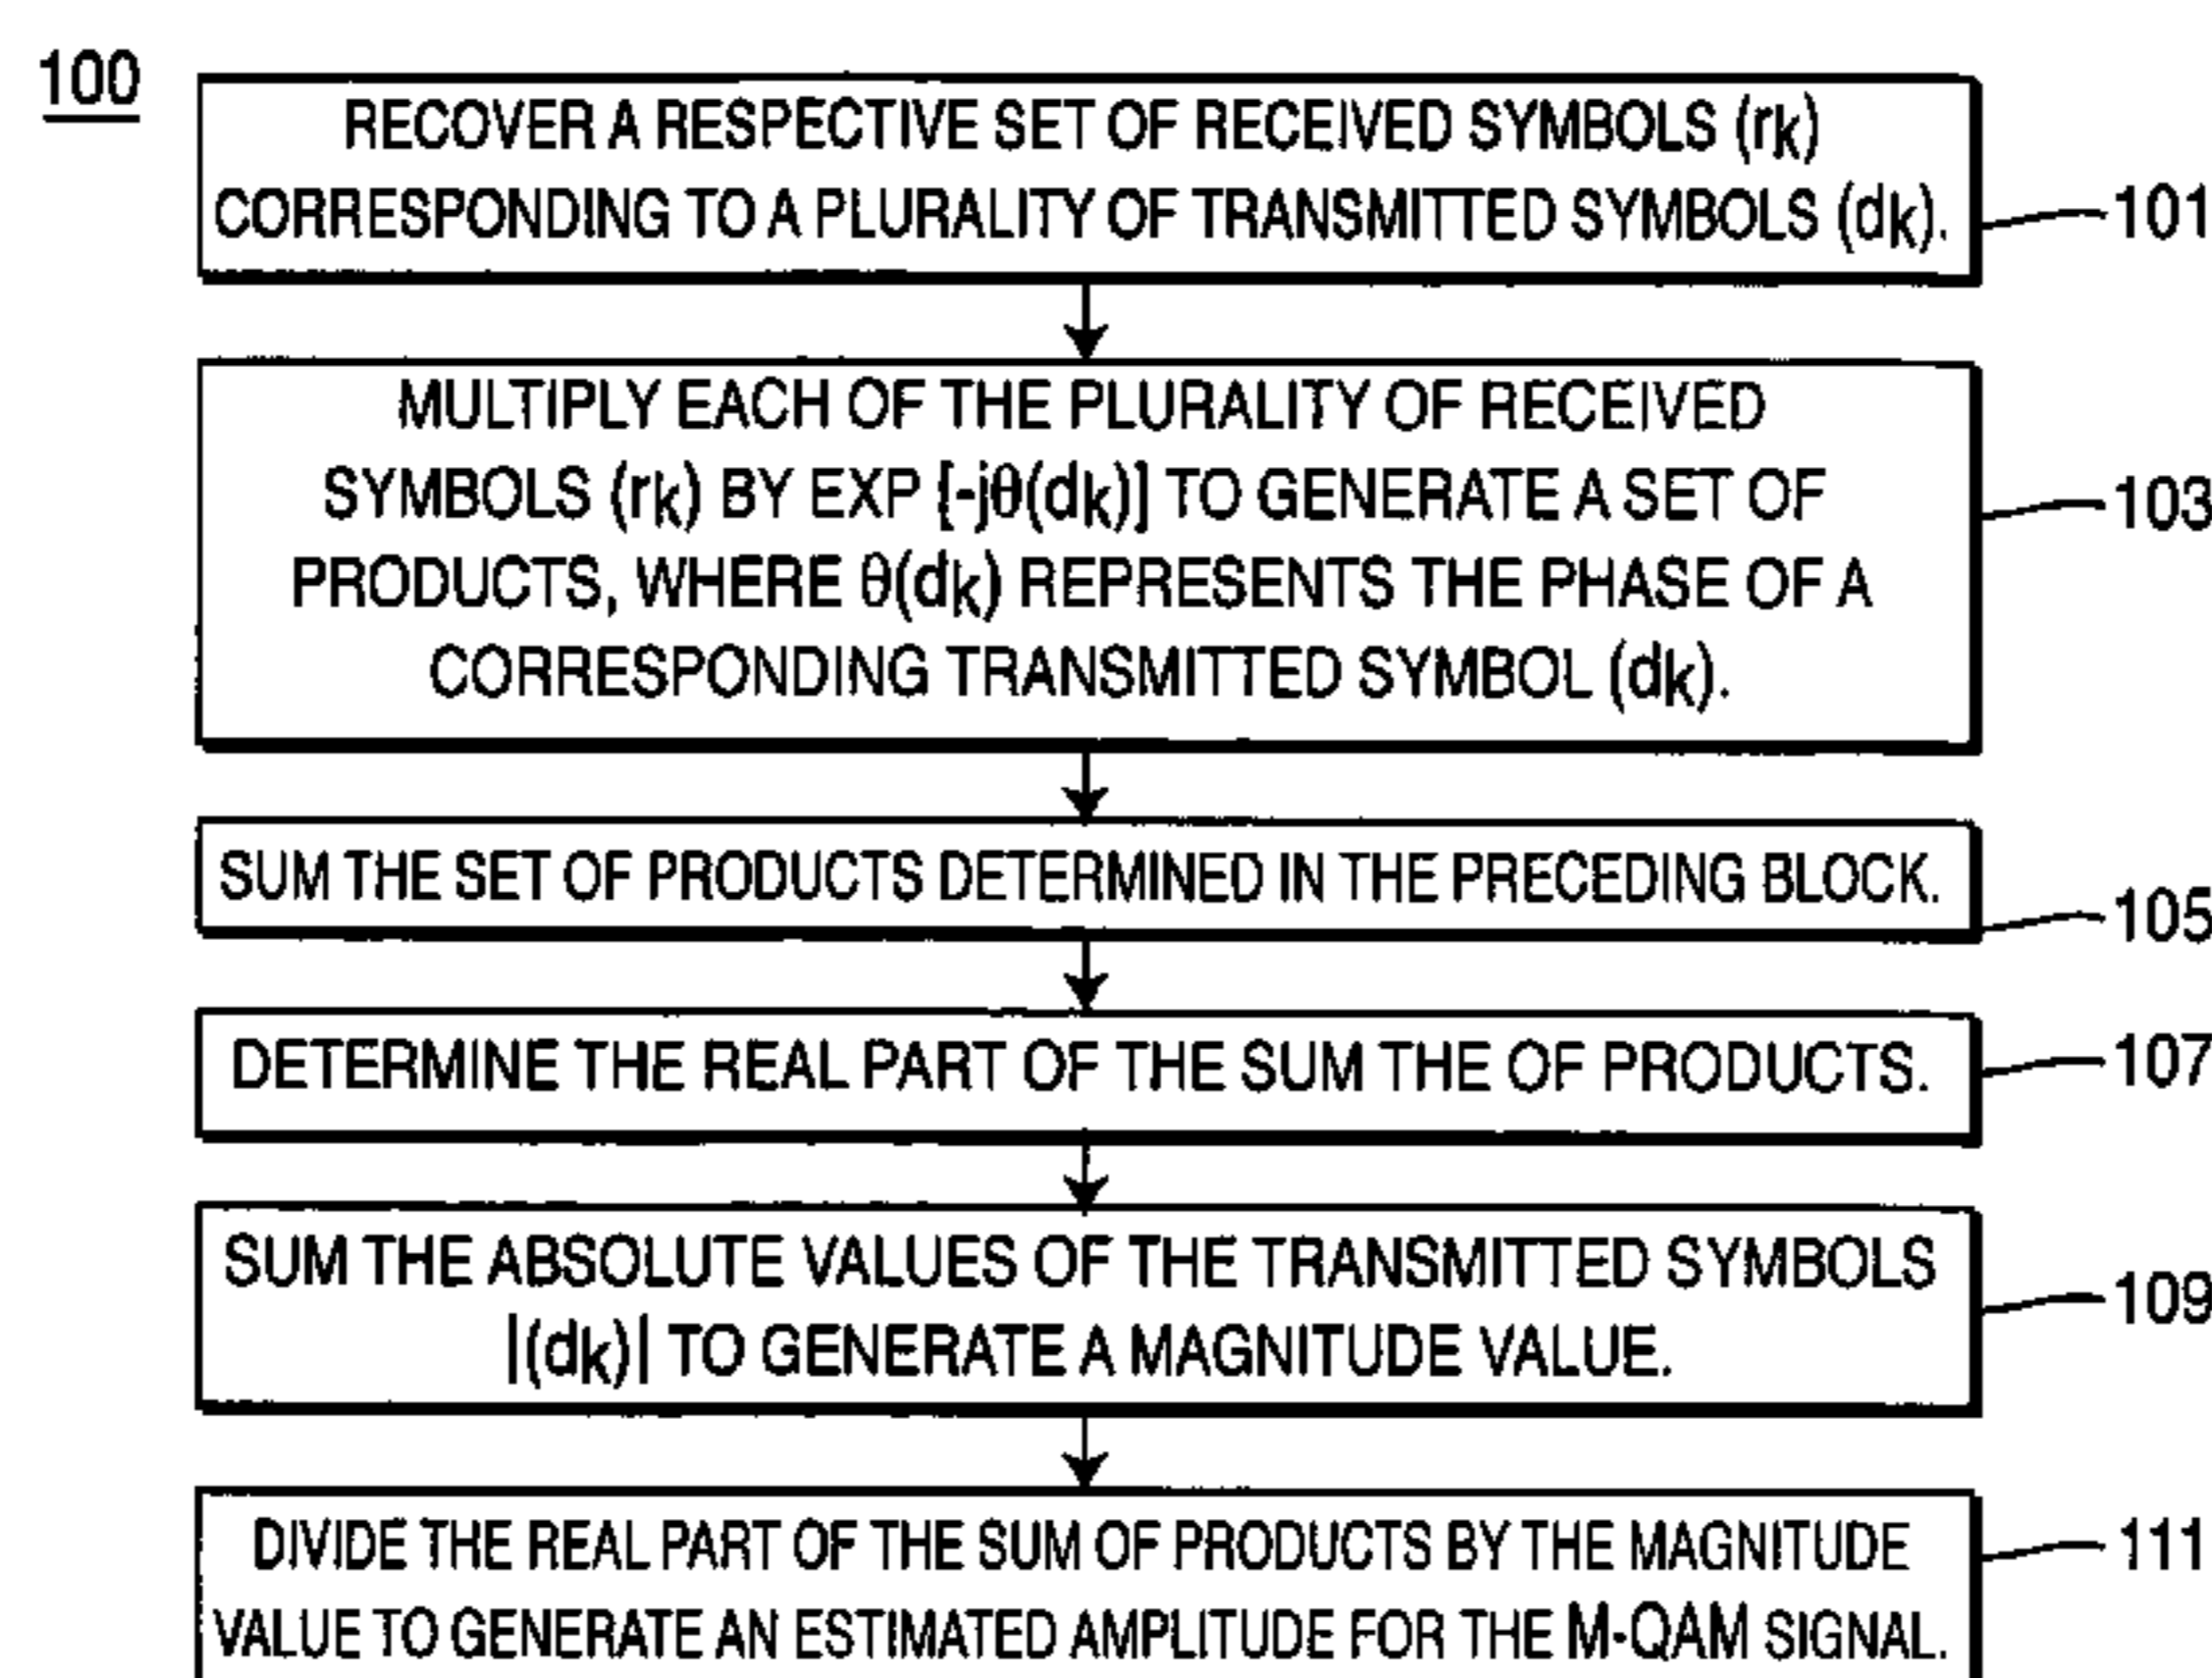 100
RECOVER A RESPECTIVE SET OF RECEIVED SYMBOLS (rk)
CORRESPONDING TO A PLURALITY OF TRANSMITTED SYMBOLS (dk).
101
MULTIPLY EACH OF THE PLURALITY OF RECEIVED
SYMBOLS (rk) BY EXP [-jθ(dk)] TO GENERATE A SET OF
PRODUCTS, WHERE θ(dk) REPRESENTS THE PHASE OF A
CORRESPONDING TRANSMITTED SYMBOL (dk).
103
SUM THE SET OF PRODUCTS DETERMINED IN THE PRECEDING BLOCK.
105
DETERMINE THE REAL PART OF THE SUM THE OF PRODUCTS.
107
SUM THE ABSOLUTE VALUES OF THE TRANSMITTED SYMBOLS
|(dk)| TO GENERATE A MAGNITUDE VALUE.
109
DIVIDE THE REAL PART OF THE SUM OF PRODUCTS BY THE MAGNITUDE
VALUE TO GENERATE AN ESTIMATED AMPLITUDE FOR THE M-QAM SIGNAL.
111